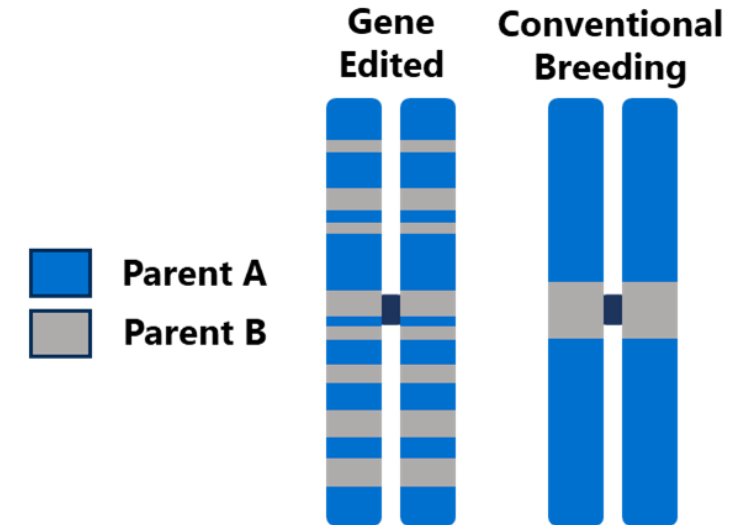 Gene
Edited
Conventional
Breeding
Parent A
Parent B